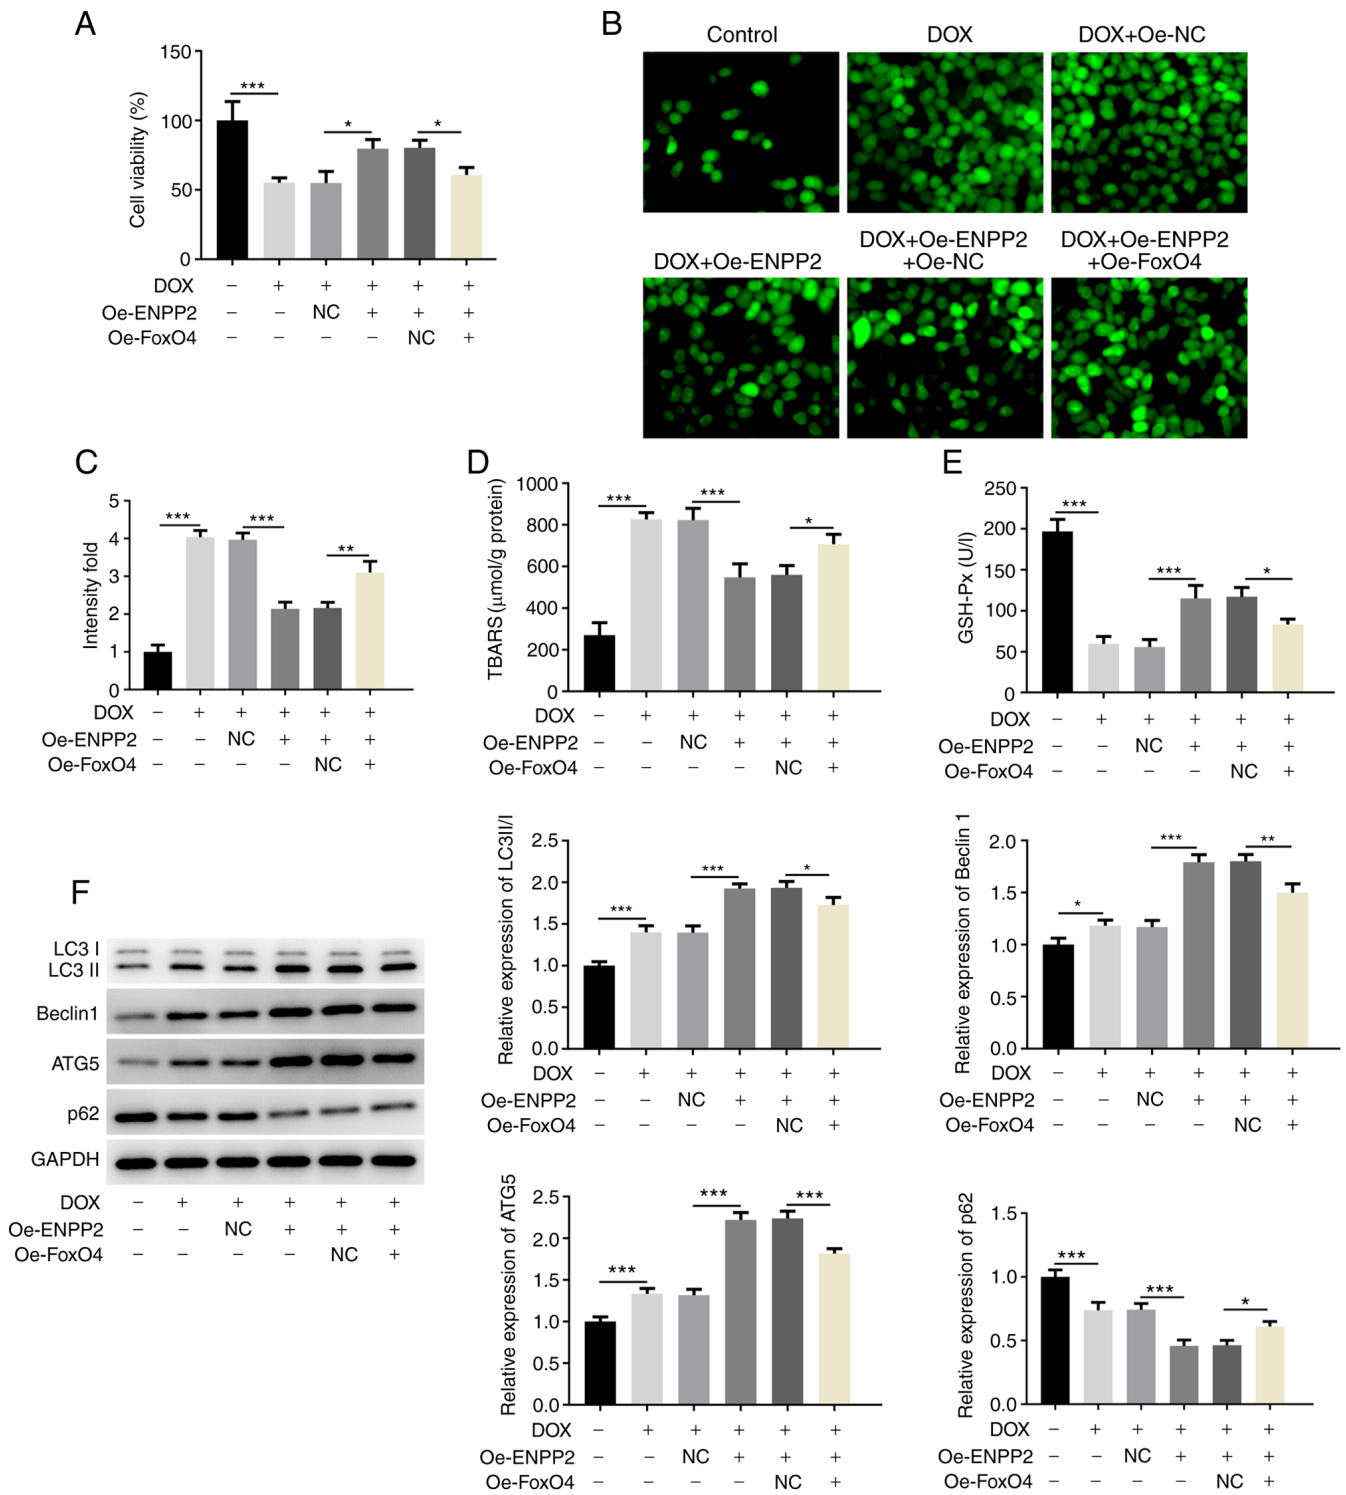 A
Cell viability (%)
150
100
50
0
***
*
*
DOX − + + + + +
Oe-ENPP2 − − NC + + +
Oe-FoxO4 − − − − NC +
B
Control
DOX
DOX+Oe-NC
DOX+Oe-ENPP2
DOX+Oe-ENPP2
+Oe-NC
DOX+Oe-ENPP2
+Oe-FoxO4
C
Intensity fold
5
4
3
2
1
0
***
***
**
DOX − + + + + +
Oe-ENPP2 − − NC + + +
Oe-FoxO4 − − − − NC +
D
TBARS (μmol/g protein)
1000
800
600
400
200
0
***
***
*
DOX − + + + + +
Oe-ENPP2 − − NC + + +
Oe-FoxO4 − − − − NC +
E
GSH-Px (U/l)
250
200
150
100
50
0
***
***
*
DOX − + + + + +
Oe-ENPP2 − − NC + + +
Oe-FoxO4 − − − − NC +
F
LC3 I
LC3 II
Beclin1
ATG5
p62
GAPDH
DOX − + + + + +
Oe-ENPP2 − − NC + + +
Oe-FoxO4 − − − − NC +
Relative expression of LC3II/I
2.5
2.0
1.5
1.0
0.5
0.0
***
***
*
DOX − + + + + +
Oe-ENPP2 − − NC + + +
Oe-FoxO4 − − − − NC +
Relative expression of Beclin 1
2.0
1.5
1.0
0.5
0.0
*
***
**
DOX − + + + + +
Oe-ENPP2 − − NC + + +
Oe-FoxO4 − − − − NC +
Relative expression of ATG5
2.5
2.0
1.5
1.0
0.5
0.0
***
***
***
DOX − + + + + +
Oe-ENPP2 − − NC + + +
Oe-FoxO4 − − − − NC +
Relative expression of p62
1.5
1.0
0.5
0.0
***
***
*
DOX − + + + + +
Oe-ENPP2 − − NC + + +
Oe-FoxO4 − − − − NC +